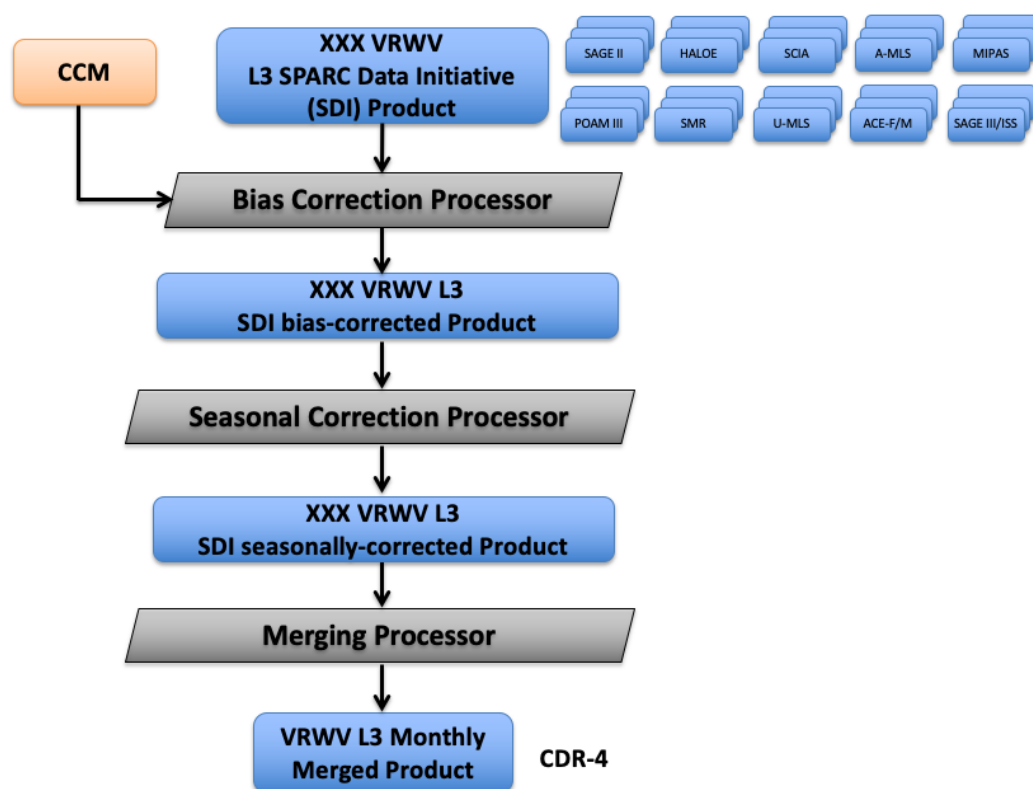 CCM
XXX VRWV
L3 SPARC Data Initiative
(SDI) Product
SAGE II
HALOE
SCIA
A-MLS
MIPAS
POAM III
SMR
U-MLS
ACE-F/M
SAGE III/ISS
Bias Correction Processor
XXX VRWV L3
SDI bias-corrected Product
Seasonal Correction Processor
XXX VRWV L3
SDI seasonally-corrected Product
Merging Processor
VRWV L3 Monthly
Merged Product
CDR-4